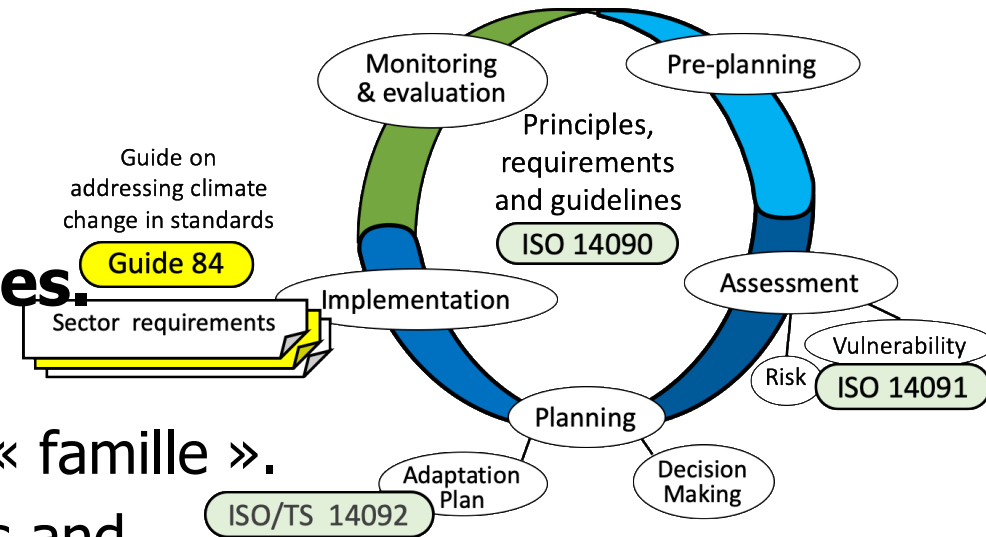 Monitoring
& evaluation
Pre-planning
Principles,
requirements
and guidelines
ISO 14090
Guide on
addressing climate
change in standards
Guide 84
es.
Sector requirements
Implementation
Assessment
Vulnerability
Risk
ISO 14091
Planning
« famille ».
Adaptation
Plan
Decision
Making
ISO/TS 14092
and